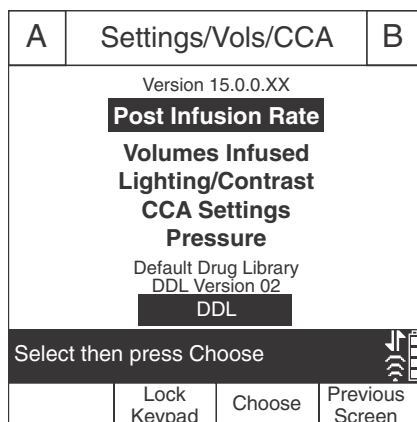 A Settings/Vols/CCA B
Version 15.0.0.XX
Post Infusion Rate
Volumes Infused
Lighting/Contrast
CCA Settings
Pressure
Default Drug Library
DDL Version 02
DDL
Select then press Choose
Lock Keypad
Choose
Previous Screen